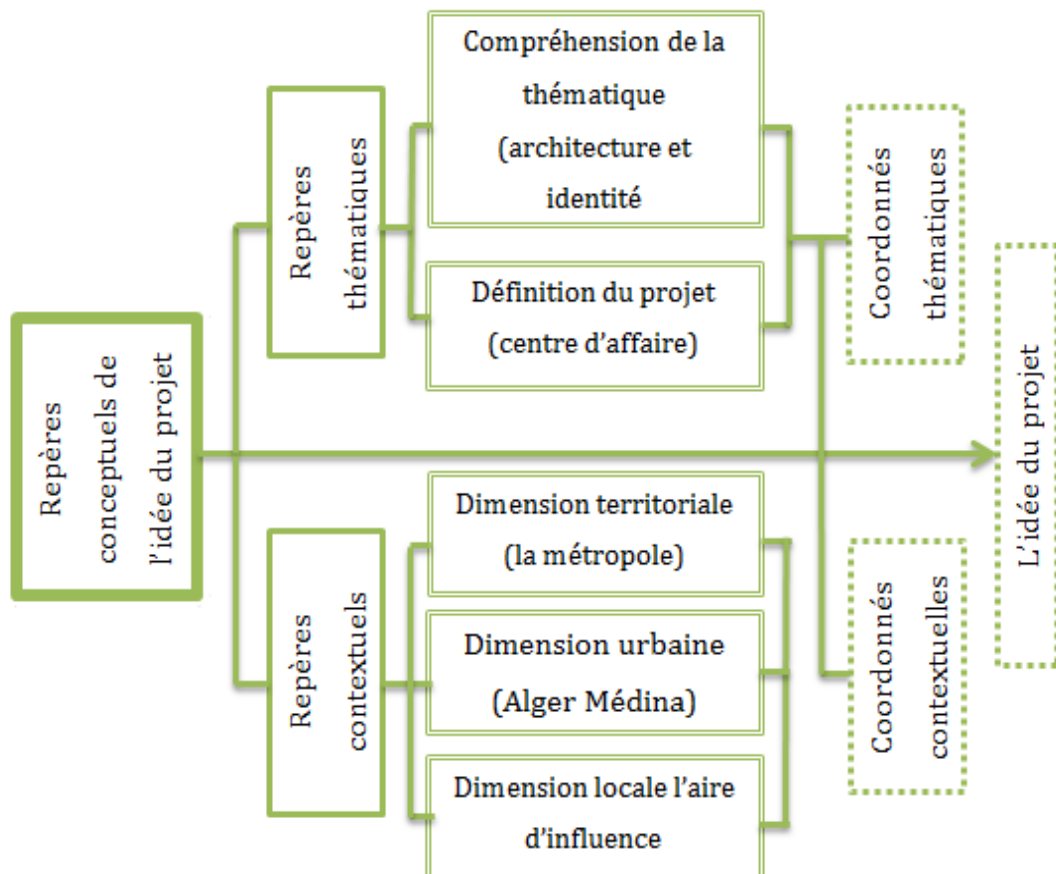 Repères
conceptuels de
l'idée du projet
Repères
thématiques
Compréhension de la
thématique
(architecture et
identité
Définition du projet
(centre d'affaire)
Coordonnés
thématiques
Repères
contextuels
Dimension territoriale
(la métropole)
Dimension urbaine
(Alger Médina)
Dimension locale l'aire
d'influence
Coordonnés
contextuelles
L'idée du projet